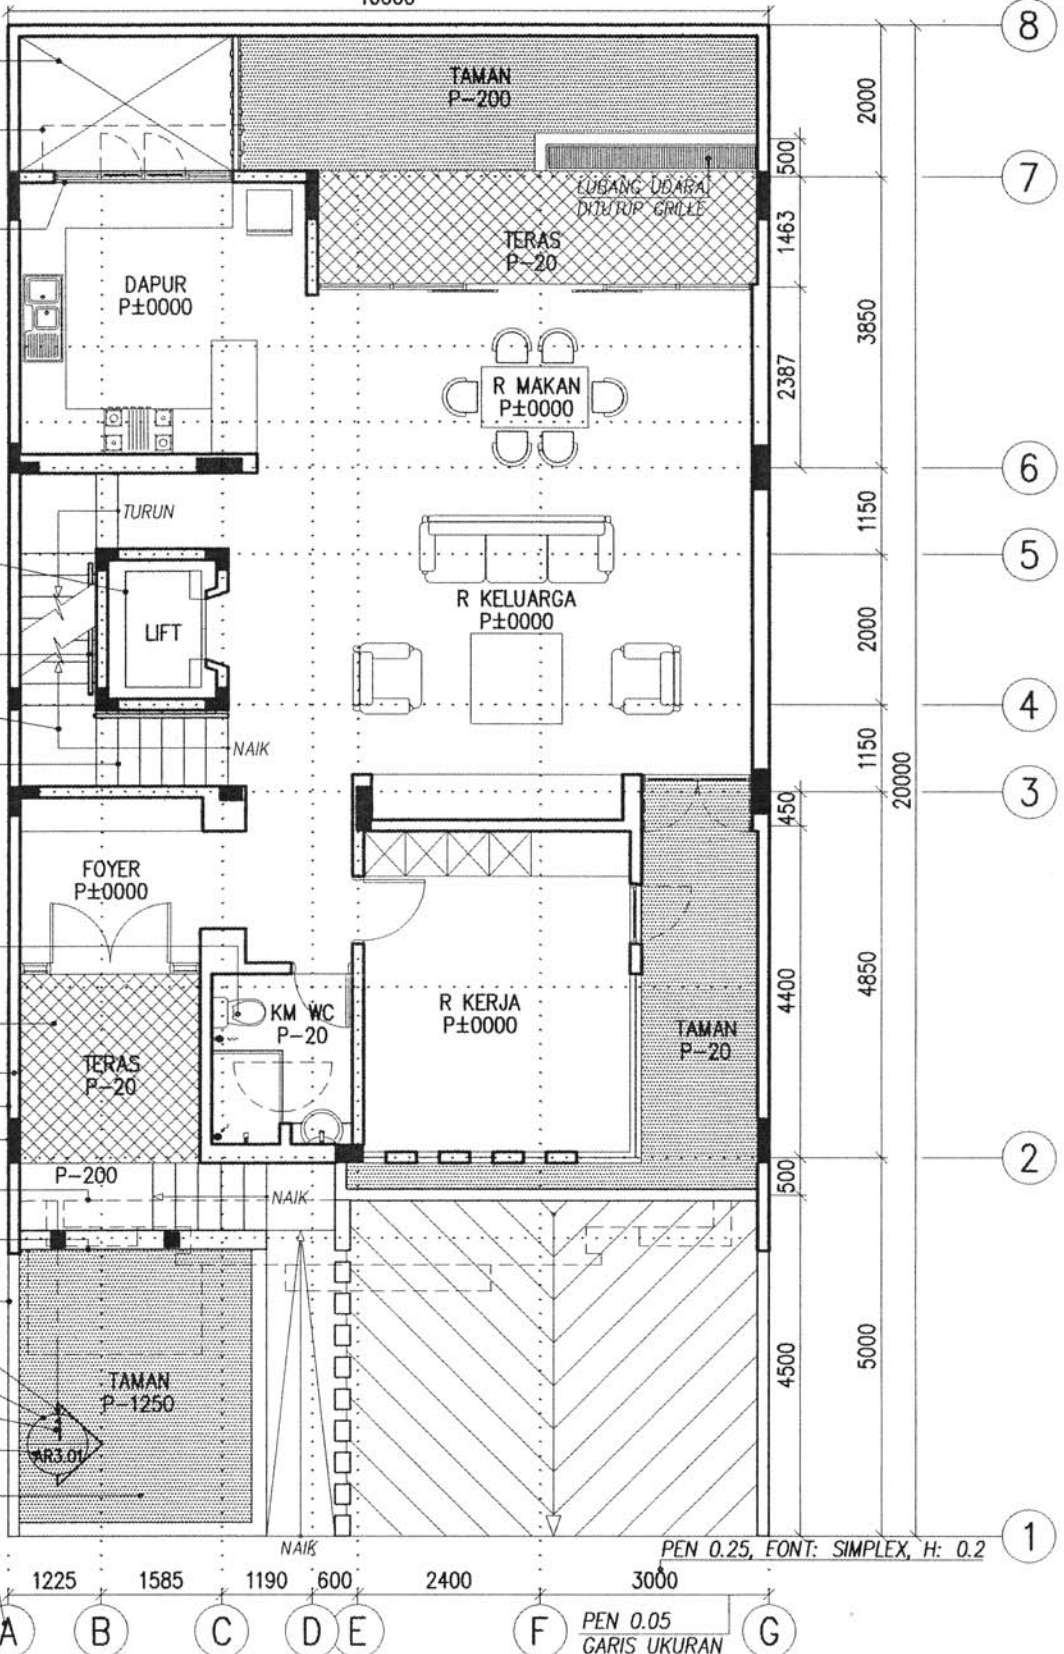 10000
8
TAMAN
P-200
2000
500
7
LUBANG UDARA
DITUTUP GRILLE
TERAS
P-20
1463
DAPUR
P±0000
3850
R MAKAN
P±0000
2387
6
TURUN
1150
5
R KELUARGA
P±0000
LIFT
2000
4
NAIK
1150
20000
3
450
FOYER
P±0000
4850
4400
KM WC
P-20
R KERJA
P±0000
TAMAN
P-20
TERAS
P-20
2
P-200
NAIK
500
5000
4500
TAMAN
P-1250
AR3.01
1
NAIK
PEN 0.25, FONT: SIMPLEX, H: 0.2
1225 1585 1190 600 2400 3000
A B C D E F G
PEN 0.05
GARIS UKURAN